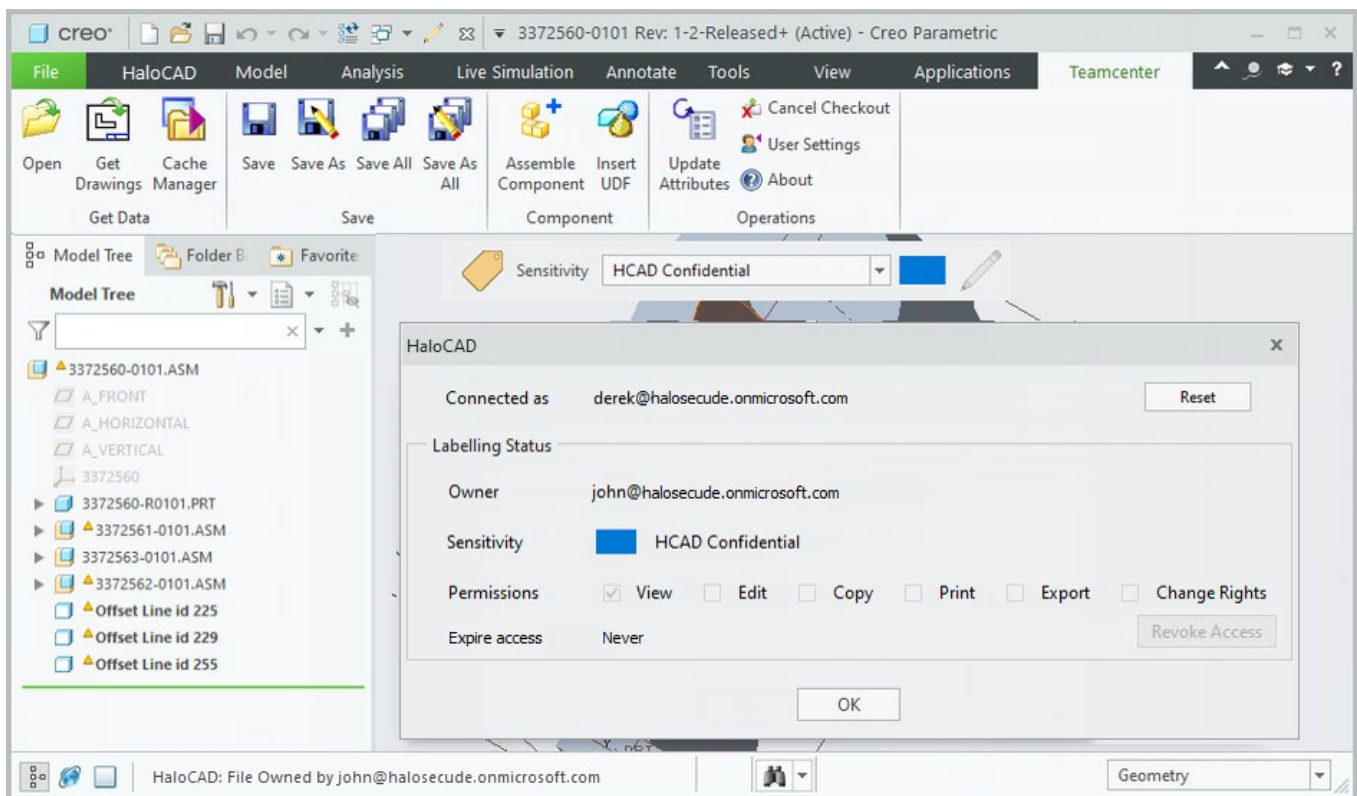 creo
3372560-0101 Rev: 1-2-Released+ (Active) - Creo Parametric
File HaloCAD Model Analysis Live Simulation Annotate Tools View Applications Teamcenter
Open
Get Drawings
Cache Manager
Get Data
Save
Save As
Save All
Save As All
Save
Assemble Component
Insert UDF
Component
Update Attributes
Cancel Checkout
User Settings
About
Operations
Model Tree Folder B Favorite
Model Tree
3372560-0101.ASM
A_FRONT
A_HORIZONTAL
A_VERTICAL
3372560
3372560-R0101.PRT
3372561-0101.ASM
3372563-0101.ASM
3372562-0101.ASM
Offset Line id 225
Offset Line id 229
Offset Line id 255
Sensitivity HCAD Confidential
HaloCAD
Connected as derek@halosecude.onmicrosoft.com Reset
Labelling Status
Owner john@halosecude.onmicrosoft.com
Sensitivity HCAD Confidential
Permissions View Edit Copy Print Export Change Rights
Expire access Never Revoke Access
OK
HaloCAD: File Owned by john@halosecude.onmicrosoft.com
Geometry